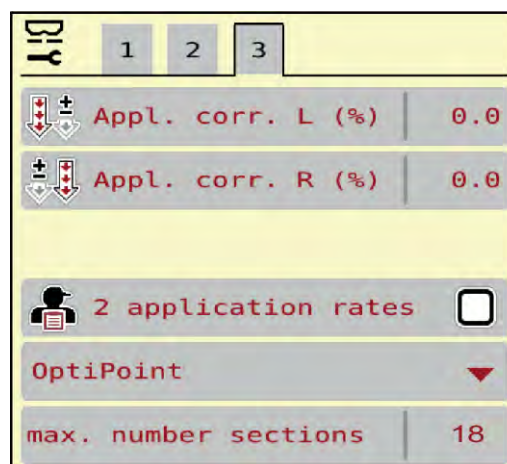 1 2 3
Appl. corr. L (%) 0.0
Appl. corr. R (%) 0.0
2 application rates
OptiPoint
max. number sections 18